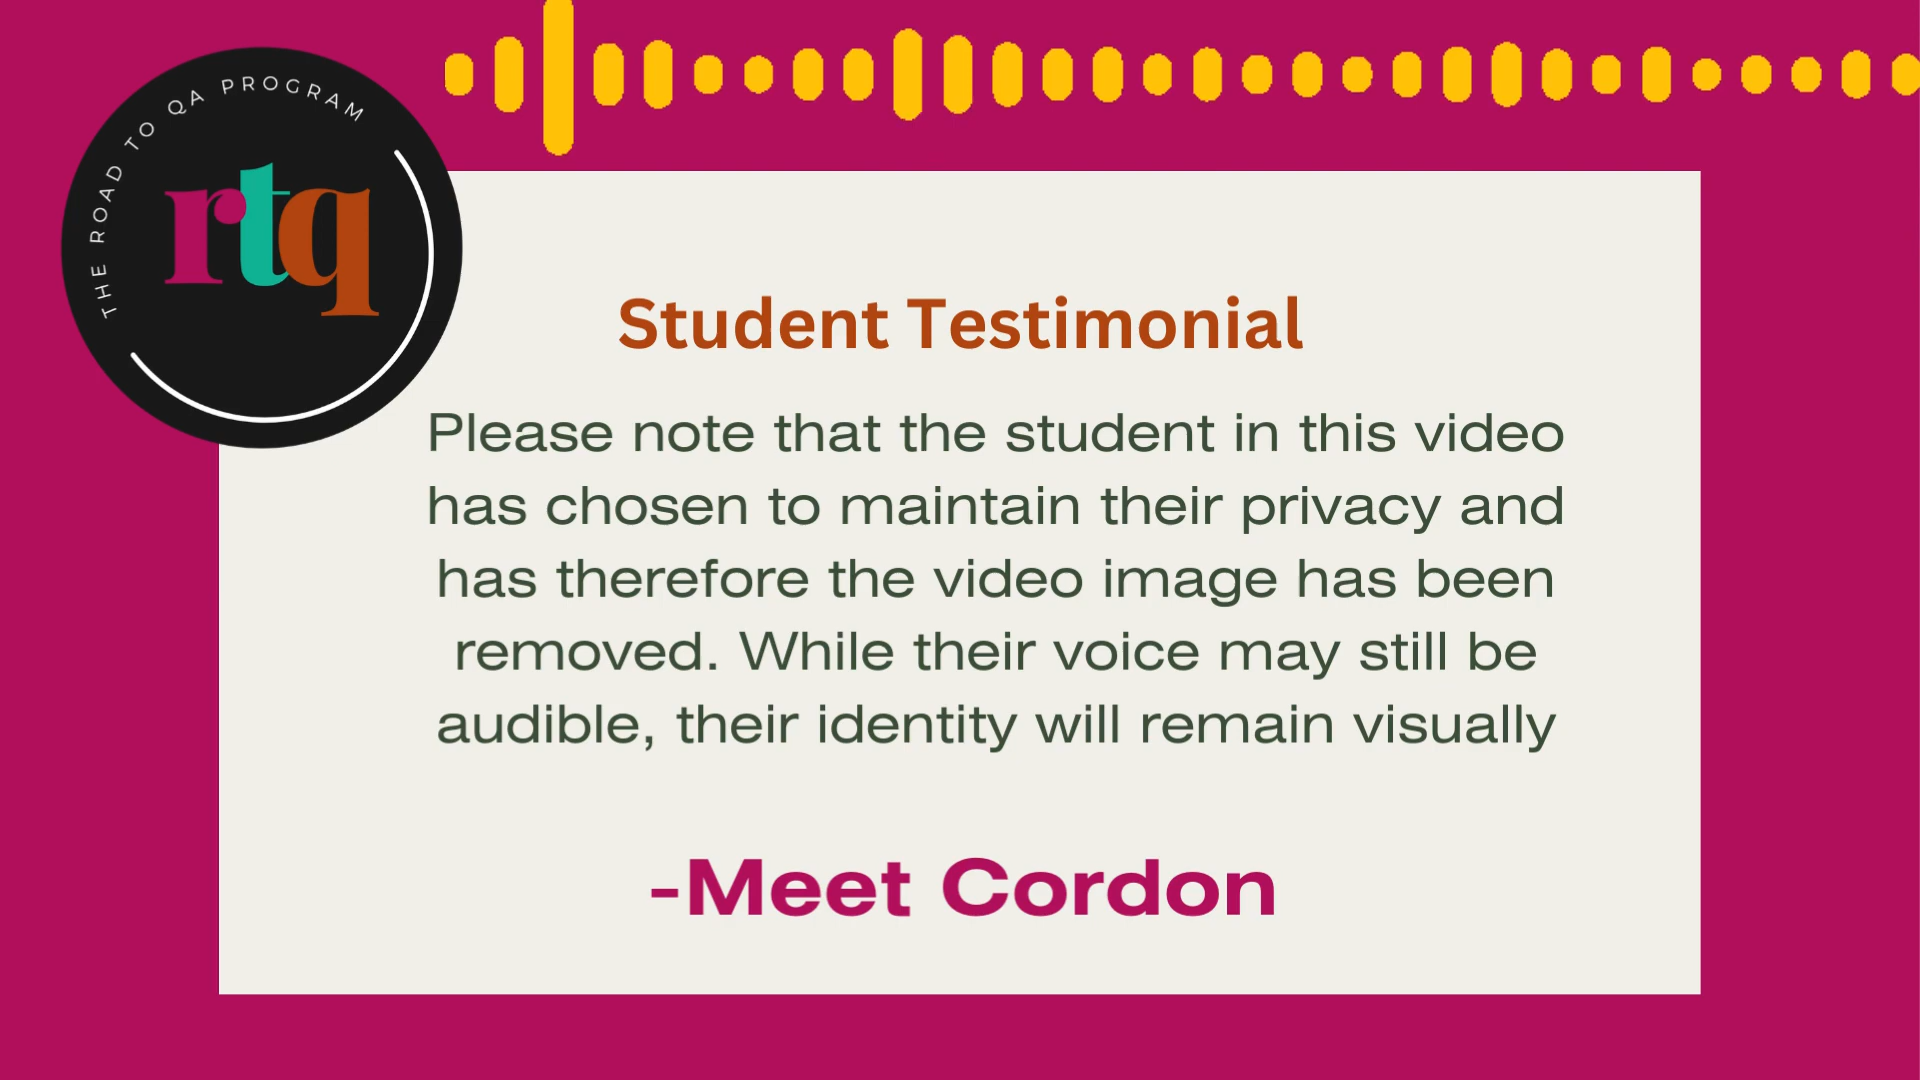 THE ROAD TO QA PROGRAM
rtq
Student Testimonial
Please note that the student in this video
has chosen to maintain their privacy and
has therefore the video image has been
removed. While their voice may still be
audible, their identity will remain visually
-Meet Cordon